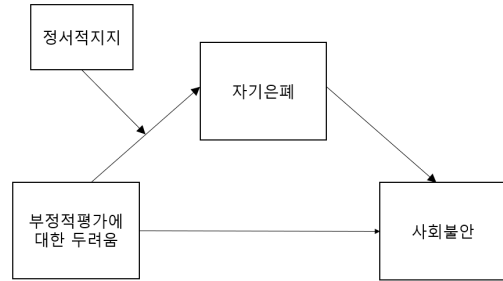 정서적지지
자기은폐
부정적평가에
대한 두려움
사회불안